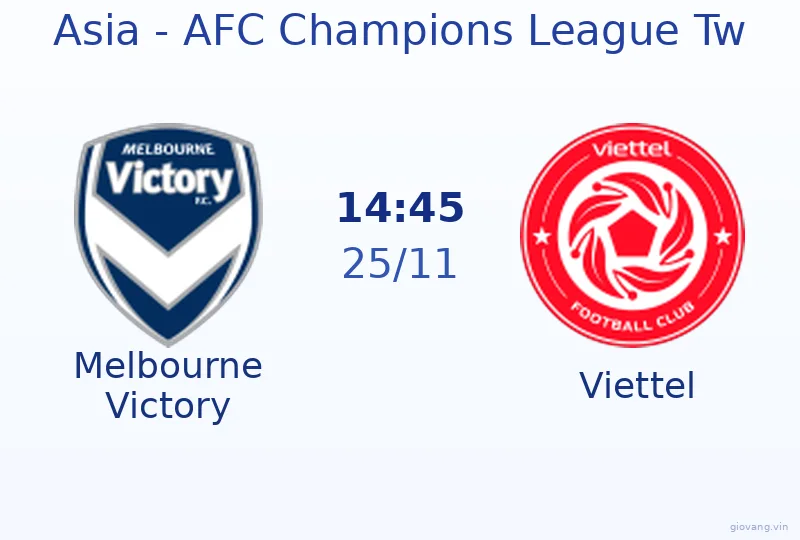 Asia - AFC Champions League Tw
MELBOURNE
Victory
F.C.
viettel
FOOTBALL CLUB
14:45
25/11
Melbourne
Victory
Viettel
giovang.vin